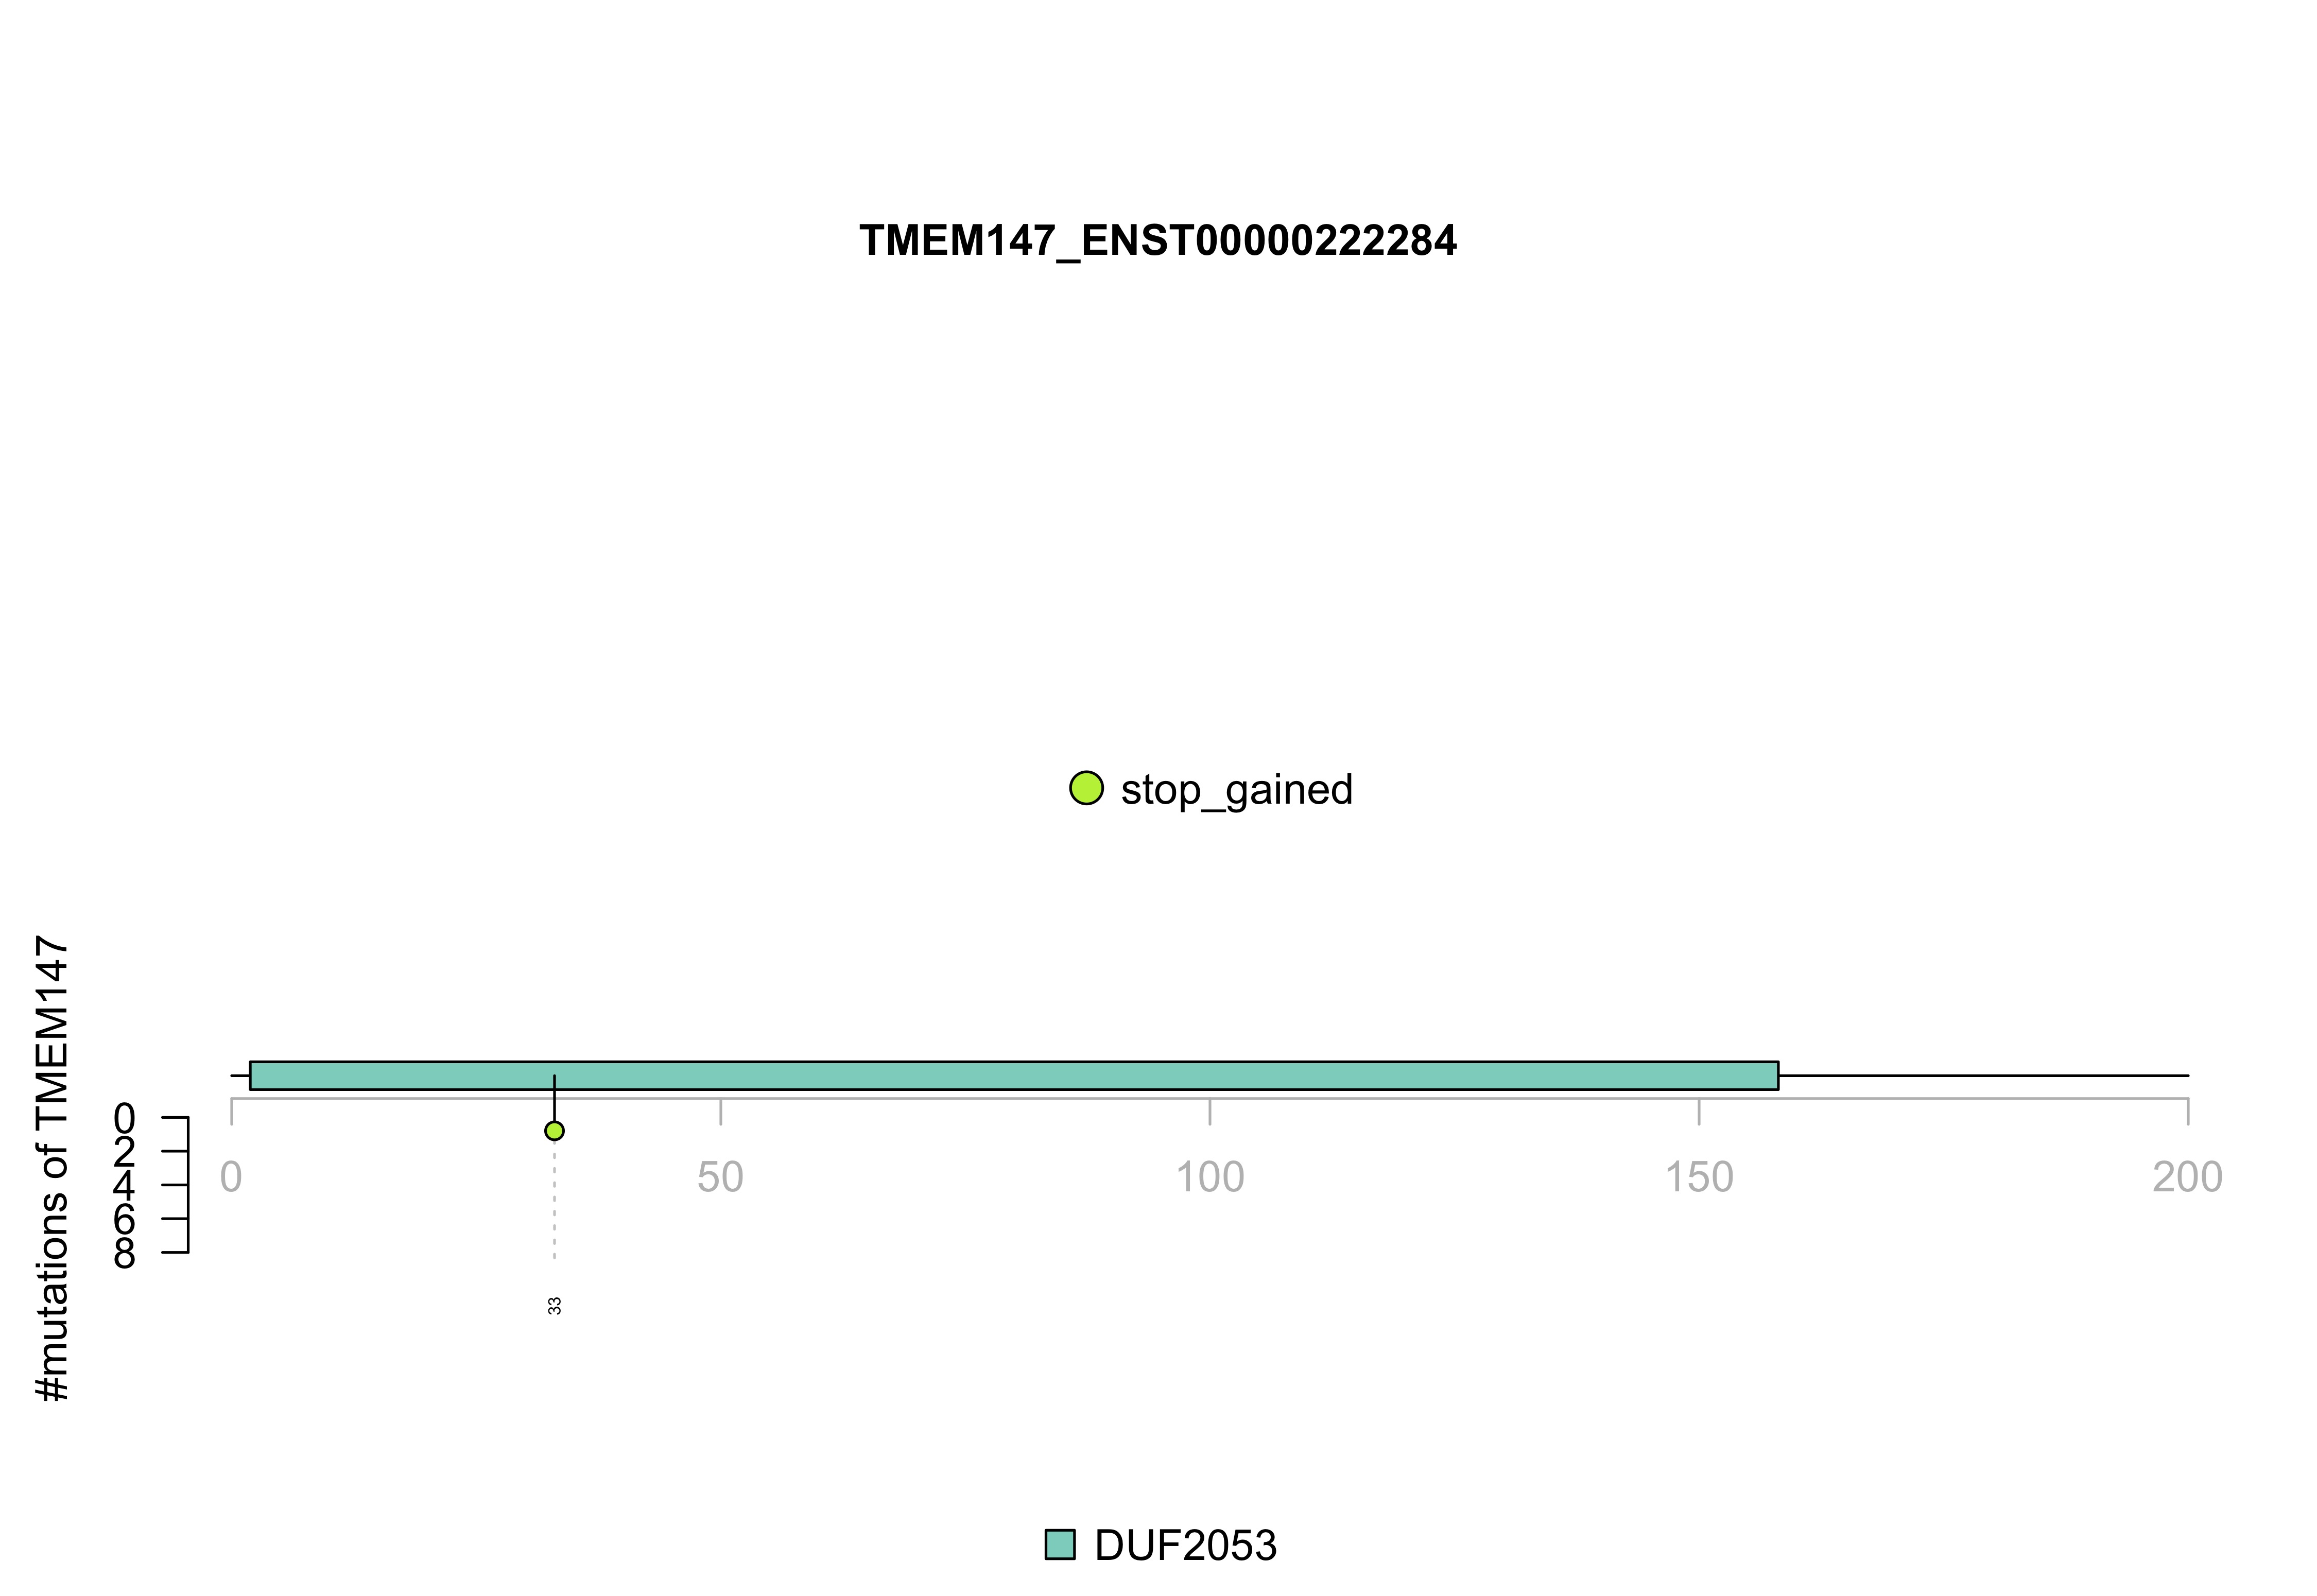 TMEM147_ENST00000222284
stop_gained
#mutations of TMEM147
0
2
4
6
8
0 50 100 150 200
33
DUF2053